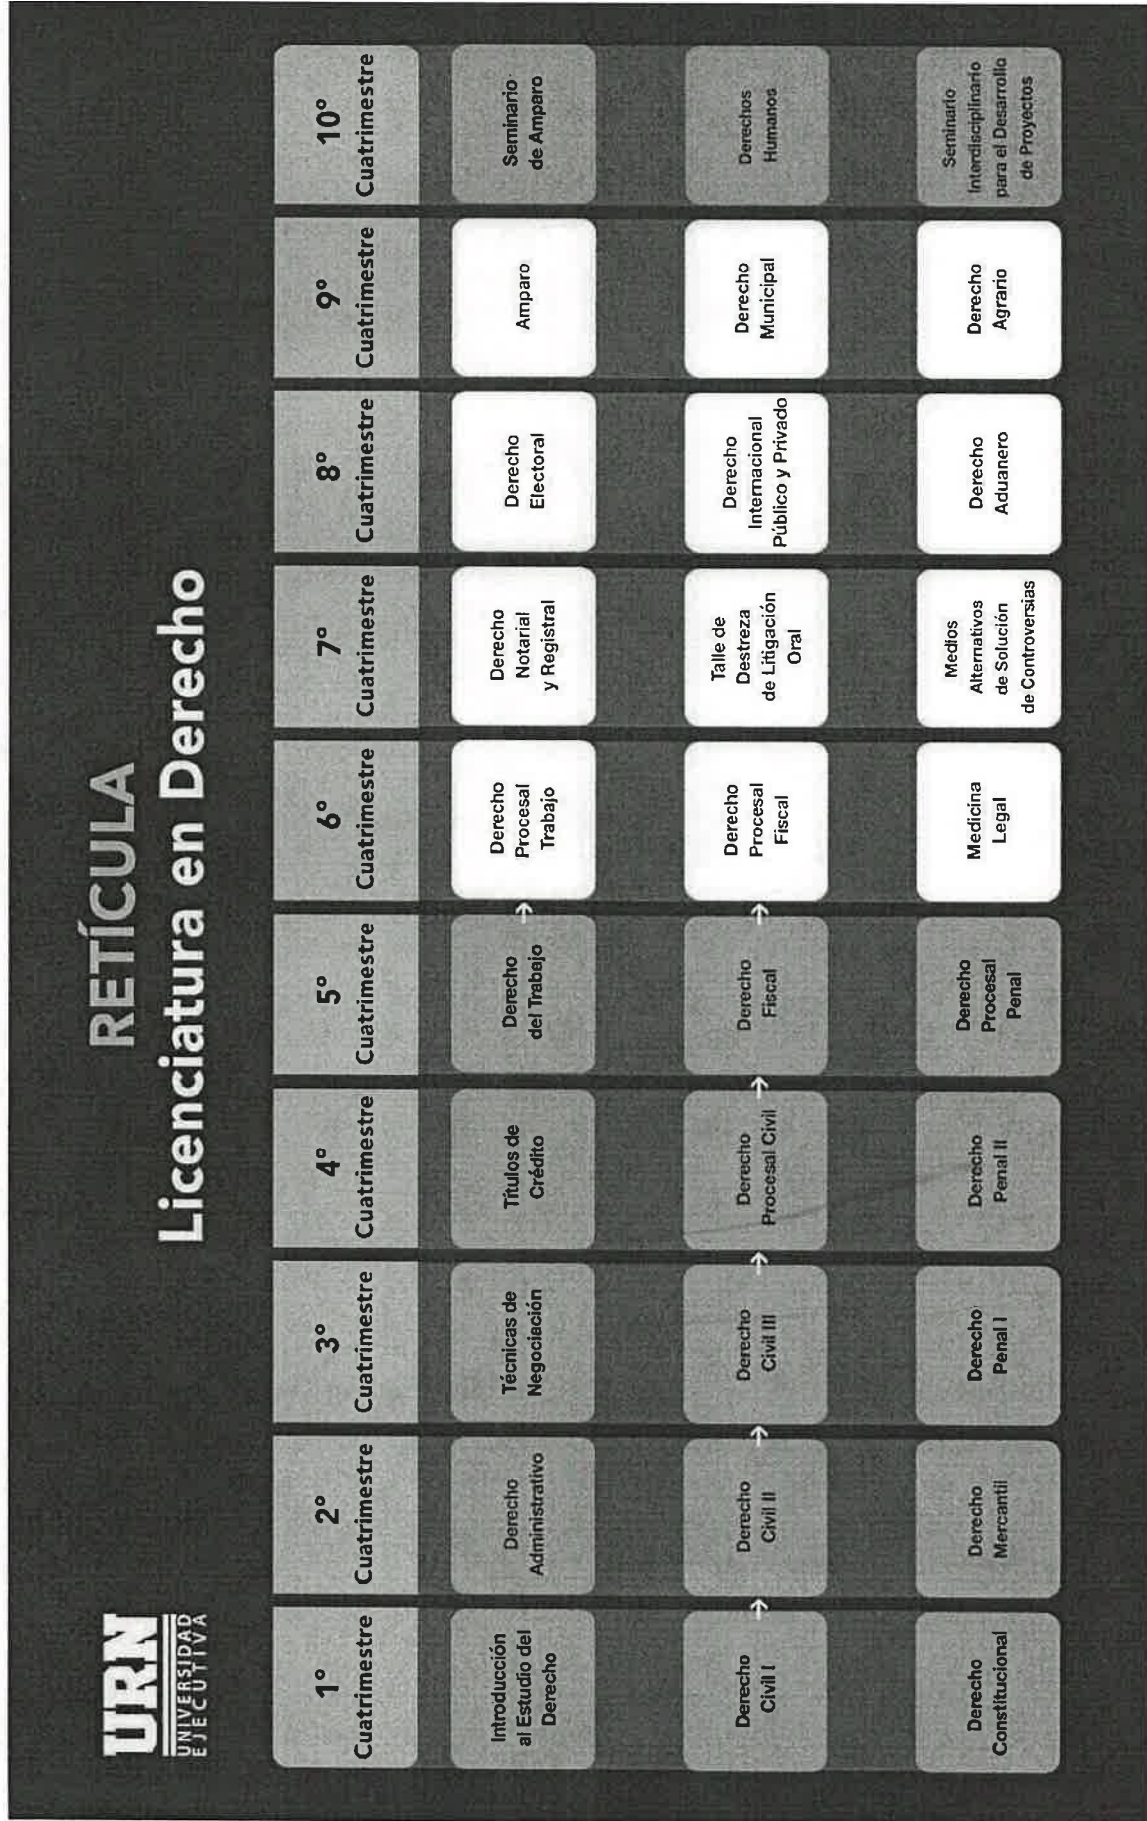 URN
UNIVERSIDAD
EJECUTIVA
RETÍCULA
Licenciatura en Derecho
1°
Cuatrimestre
Introducción
al Estudio del
Derecho
Derecho
Civil I
Derecho
Constitucional
2°
Cuatrimestre
Derecho
Administrativo
Derecho
Civil II
Derecho
Mercantil
3°
Cuatrimestre
Técnicas de
Negociación
Derecho
Civil III
Derecho
Penal I
4°
Cuatrimestre
Títulos de
Crédito
Derecho
Procesal Civil
Derecho
Penal II
5°
Cuatrimestre
Derecho
del Trabajo
Derecho
Fiscal
Derecho
Procesal
Penal
6°
Cuatrimestre
Derecho
Procesal
Trabajo
Derecho
Procesal
Fiscal
Medicina
Legal
7°
Cuatrimestre
Derecho
Notarial
y Registral
Talle de
Destreza
de Litigación
Oral
Medios
Alternativos
de Solución
de Controversias
8°
Cuatrimestre
Derecho
Electoral
Derecho
Internacional
Público y Privado
Derecho
Aduanero
9°
Cuatrimestre
Amparo
Derecho
Municipal
Derecho
Agrario
10°
Cuatrimestre
Seminario
de Amparo
Derechos
Humanos
Seminario
Interdisciplinario
para el Desarrollo
de Proyectos